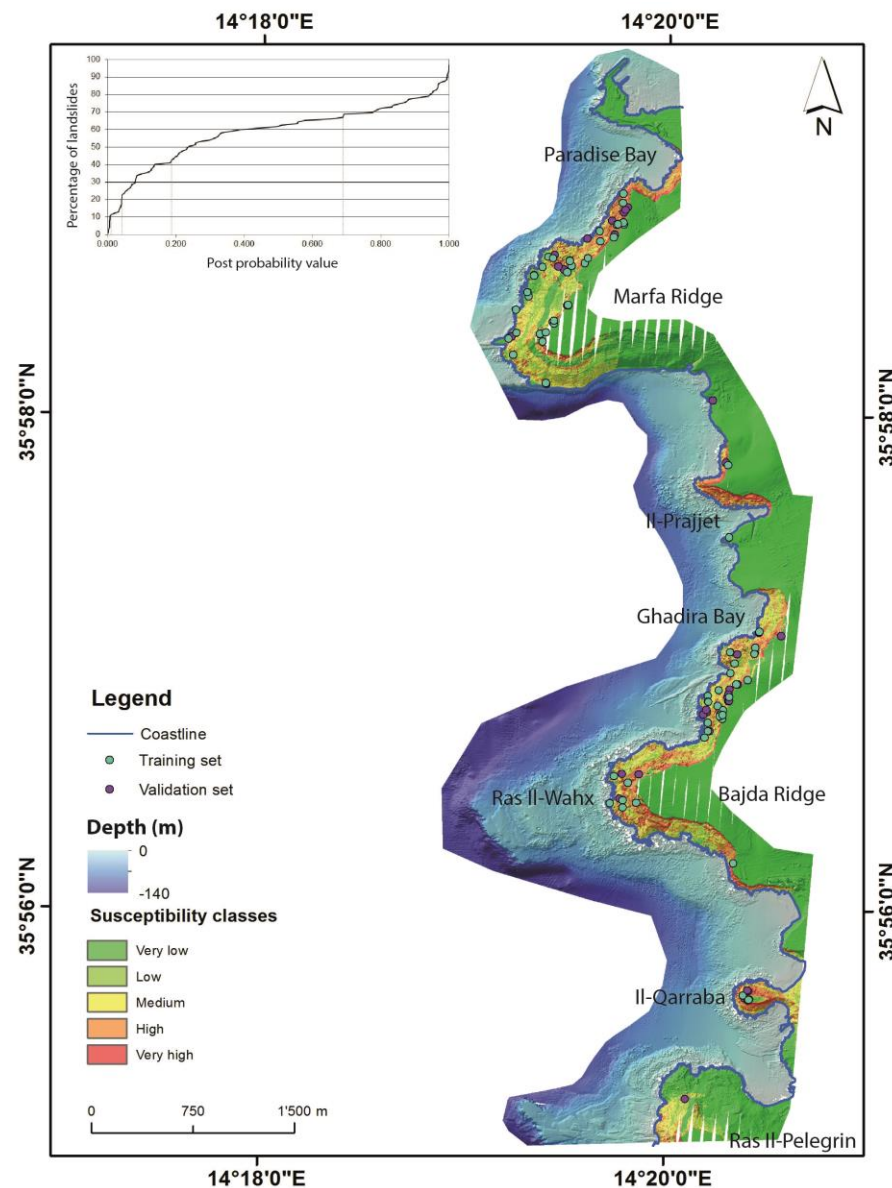 14°18'0"E
14°20'0"E
Percentage of landslides
100
90
80
70
60
50
40
30
20
10
0
0.000
0.200
0.400
0.600
0.800
1.000
Post probability value
N
Paradise Bay
Marfa Ridge
35°58'0"N
35°58'0"N
Il-Prajjet
Ghadira Bay
Ras Il-Wahx
Bajda Ridge
35°56'0"N
35°56'0"N
Il-Qarraba
Ras Il-Pelegrin
Legend
Coastline
Training set
Validation set
Depth (m)
0
-140
Susceptibility classes
Very low
Low
Medium
High
Very high
0 750 1500 m
14°18'0"E
14°20'0"E